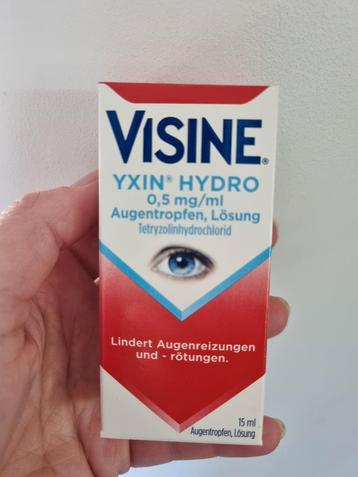 VISINE®
YXIN® HYDRO
0,5 mg/ml
Augentropfen, Lösung
Tetryzolinhydrochlorid
Lindert Augenreizungen
und - rötungen.
15 ml
Augentropfen, Lösung